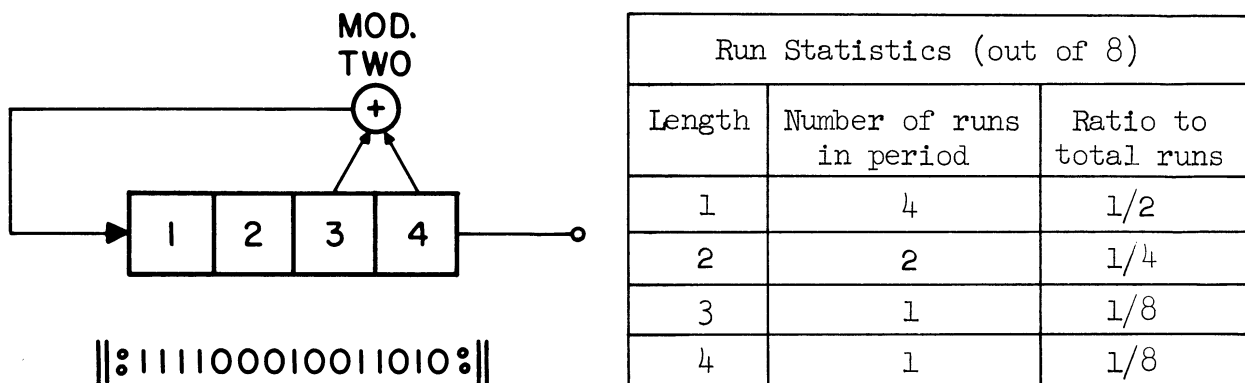 MOD.
TWO
+
1 2 3 4
111100010011010
Run Statistics (out of 8)
Length Number of runs in period Ratio to total runs
1 4 1/2
2 2 1/4
3 1 1/8
4 1 1/8